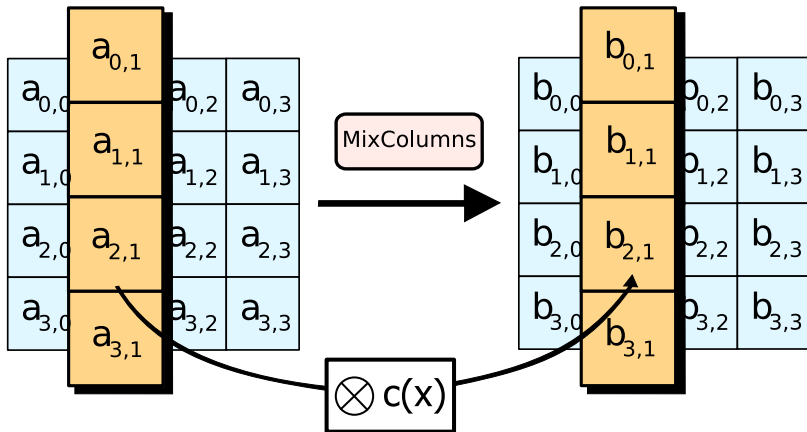 a0,0 a0,1 a0,2 a0,3
a1,0 a1,1 a1,2 a1,3
a2,0 a2,1 a2,2 a2,3
a3,0 a3,1 a3,2 a3,3
MixColumns
b0,0 b0,1 b0,2 b0,3
b1,0 b1,1 b1,2 b1,3
b2,0 b2,1 b2,2 b2,3
b3,0 b3,1 b3,2 b3,3
⊗ c(x)